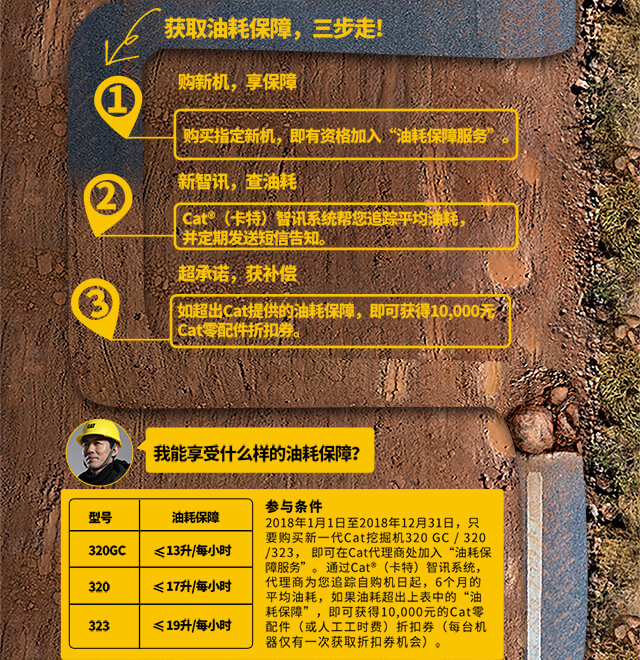 获取油耗保障，三步走！
1
购新机，享保障
购买指定新机，即有资格加入“油耗保障服务”。
2
新智讯，查油耗
Cat®（卡特）智讯系统帮您追踪平均油耗，
并定期发送短信告知。
3
超承诺，获补偿
如超出Cat提供的油耗保障，即可获得10,000元
Cat零配件折扣券。
CAT
我能享受什么样的油耗保障？
型号 油耗保障
320GC ≤13升/每小时
320 ≤17升/每小时
323 ≤19升/每小时
参与条件
2018年1月1日至2018年12月31日，只
要购买新一代Cat挖掘机320 GC / 320
/323， 即可在Cat代理商处加入“油耗保
障服务”。通过Cat®（卡特）智讯系统，
代理商为您追踪自购机日起，6个月的
平均油耗，如果油耗超出上表中的“油
耗保障”，即可获得10,000元的Cat零
配件（或人工工时费）折扣券（每台机
器仅有一次获取折扣券机会）。